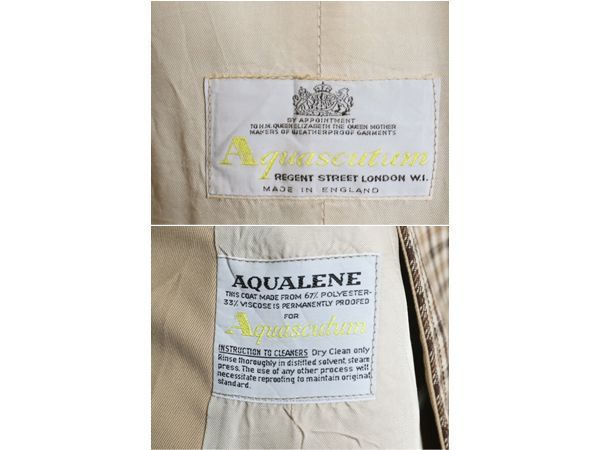 BY APPOINTMENT
TO H.M. QUEEN ELIZABETH THE QUEEN MOTHER
MAKERS OF WEATHERPROOF GARMENTS
Aquascutum
REGENT STREET LONDON W.I.
MADE IN ENGLAND
AQUALENE
THIS COAT MADE FROM 67% POLYESTER-
33% VISCOSE IS PERMANENTLY PROOFED
FOR
Aquascutum
INSTRUCTION TO CLEANERS Dry Clean only
Rinse thoroughly in distilled solvent, steam
press. The use of any other process will
necessitate reproofing to maintain original
standard.